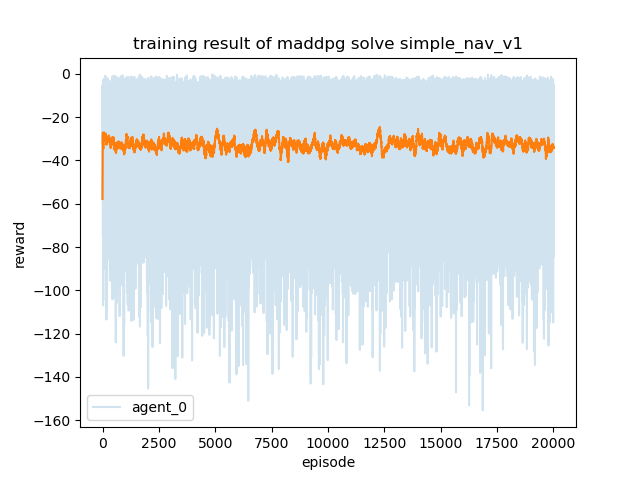 training result of maddpg solve simple_nav_v1
reward
0
−20
−40
−60
−80
−100
−120
−140
−160
agent_0
0 2500 5000 7500 10000 12500 15000 17500 20000
episode